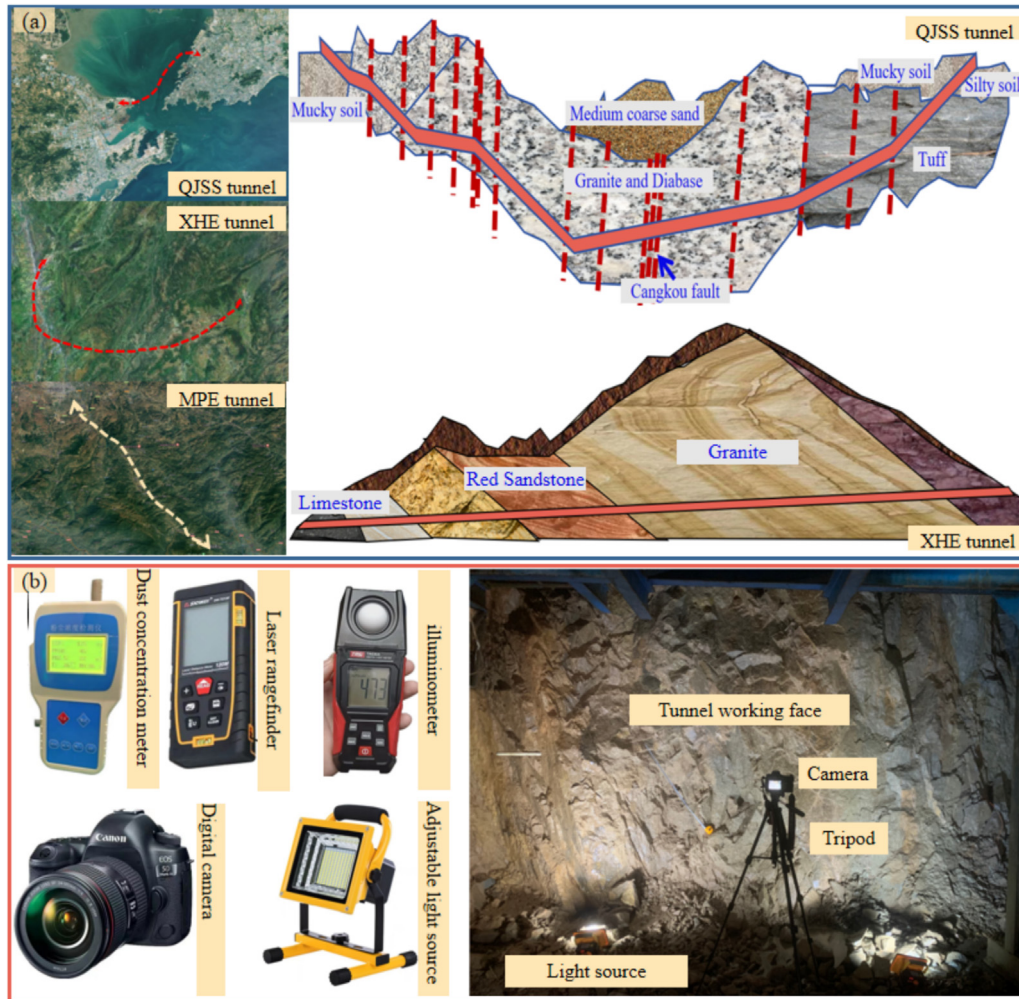 (a)
QJSS tunnel
XHE tunnel
MPE tunnel
QJSS tunnel
Mucky soil
Medium coarse sand
Mucky soil
Silty soil
Granite and Diabase
Tuff
Cangkou fault
Granite
Red Sandstone
Limestone
XHE tunnel
(b)
Dust concentration meter
Laser rangefinder
illuminometer
473
Canon
EOS
5D
Digital camera
Adjustable light source
Tunnel working face
Camera
Tripod
Light source